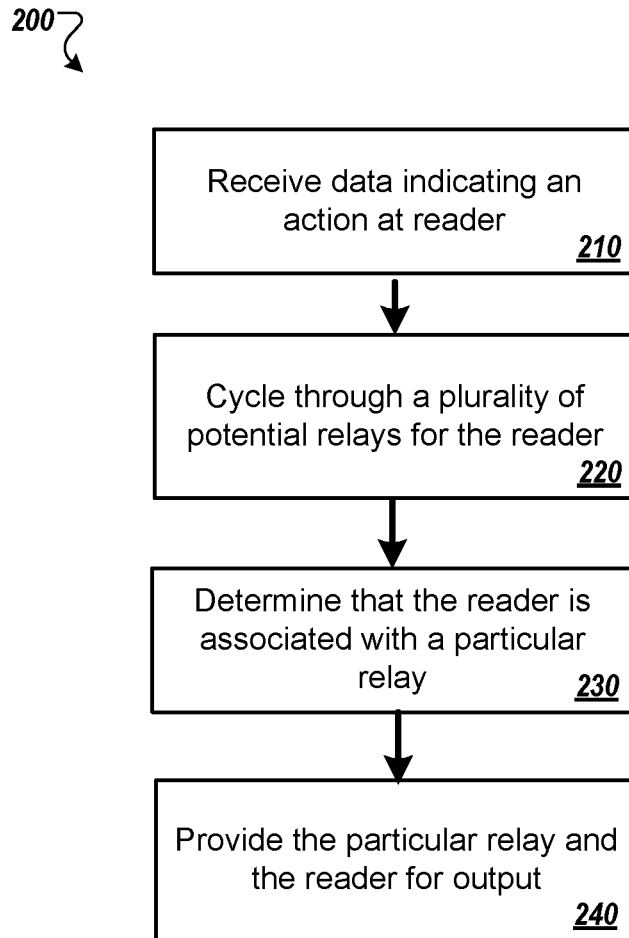 200
Receive data indicating an
action at reader
210
Cycle through a plurality of
potential relays for the reader
220
Determine that the reader is
associated with a particular
relay
230
Provide the particular relay and
the reader for output
240